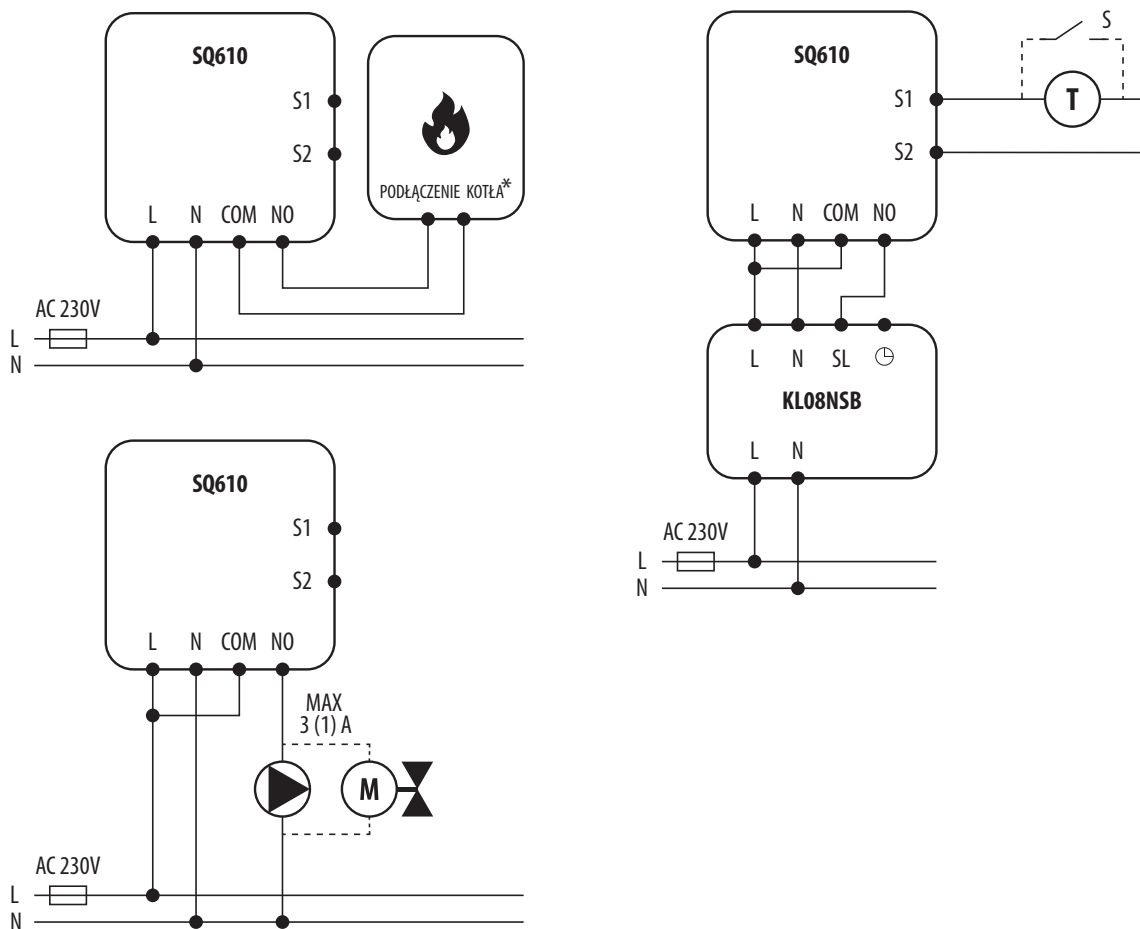 SQ610
S1
S2
PODŁĄCZENIE KOTŁA*
L N COM NO
AC 230V
L
N
SQ610
S1
S2
L N COM NO
MAX
3 (1) A
M
AC 230V
L
N
SQ610
S
S1
T
S2
L N COM NO
L N SL
KL08NSB
L N
AC 230V
L
N